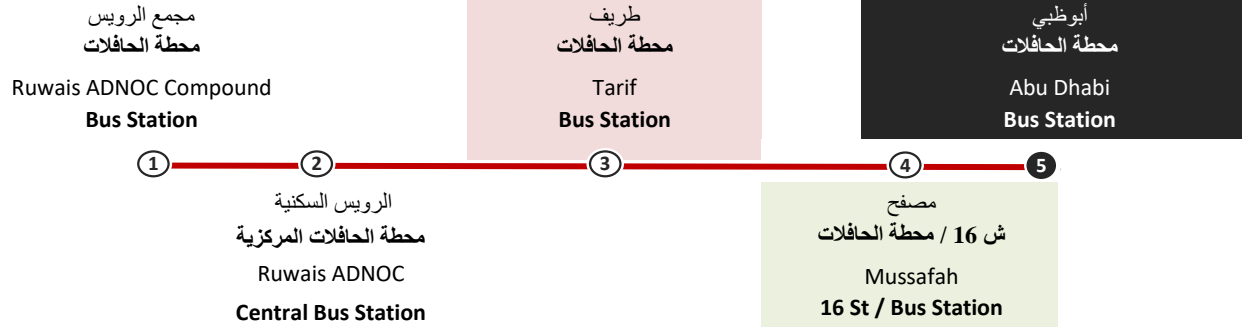 مجمع الرويس
محطة الحافلات
Ruwais ADNOC Compound
Bus Station
طريف
محطة الحافلات
Tarif
Bus Station
أبوظبي
محطة الحافلات
Abu Dhabi
Bus Station
1
2
3
4
5
الرويس السكنية
محطة الحافلات المركزية
Ruwais ADNOC
Central Bus Station
مصفح
ش 16 / محطة الحافلات
Mussafah
16 St / Bus Station